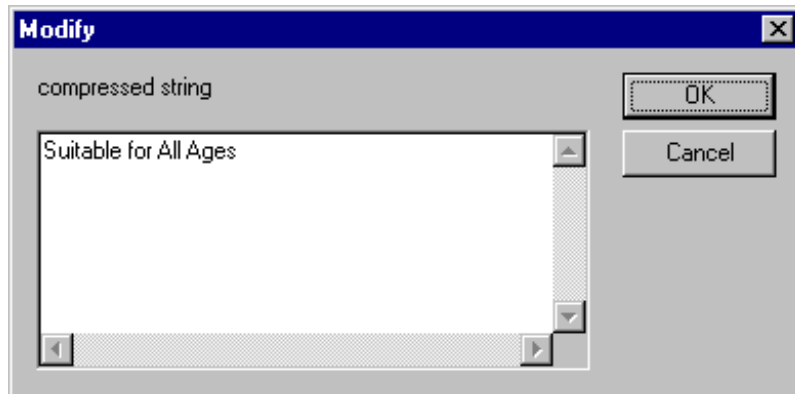 Modify
compressed string
OK
Suitable for All Ages
Cancel